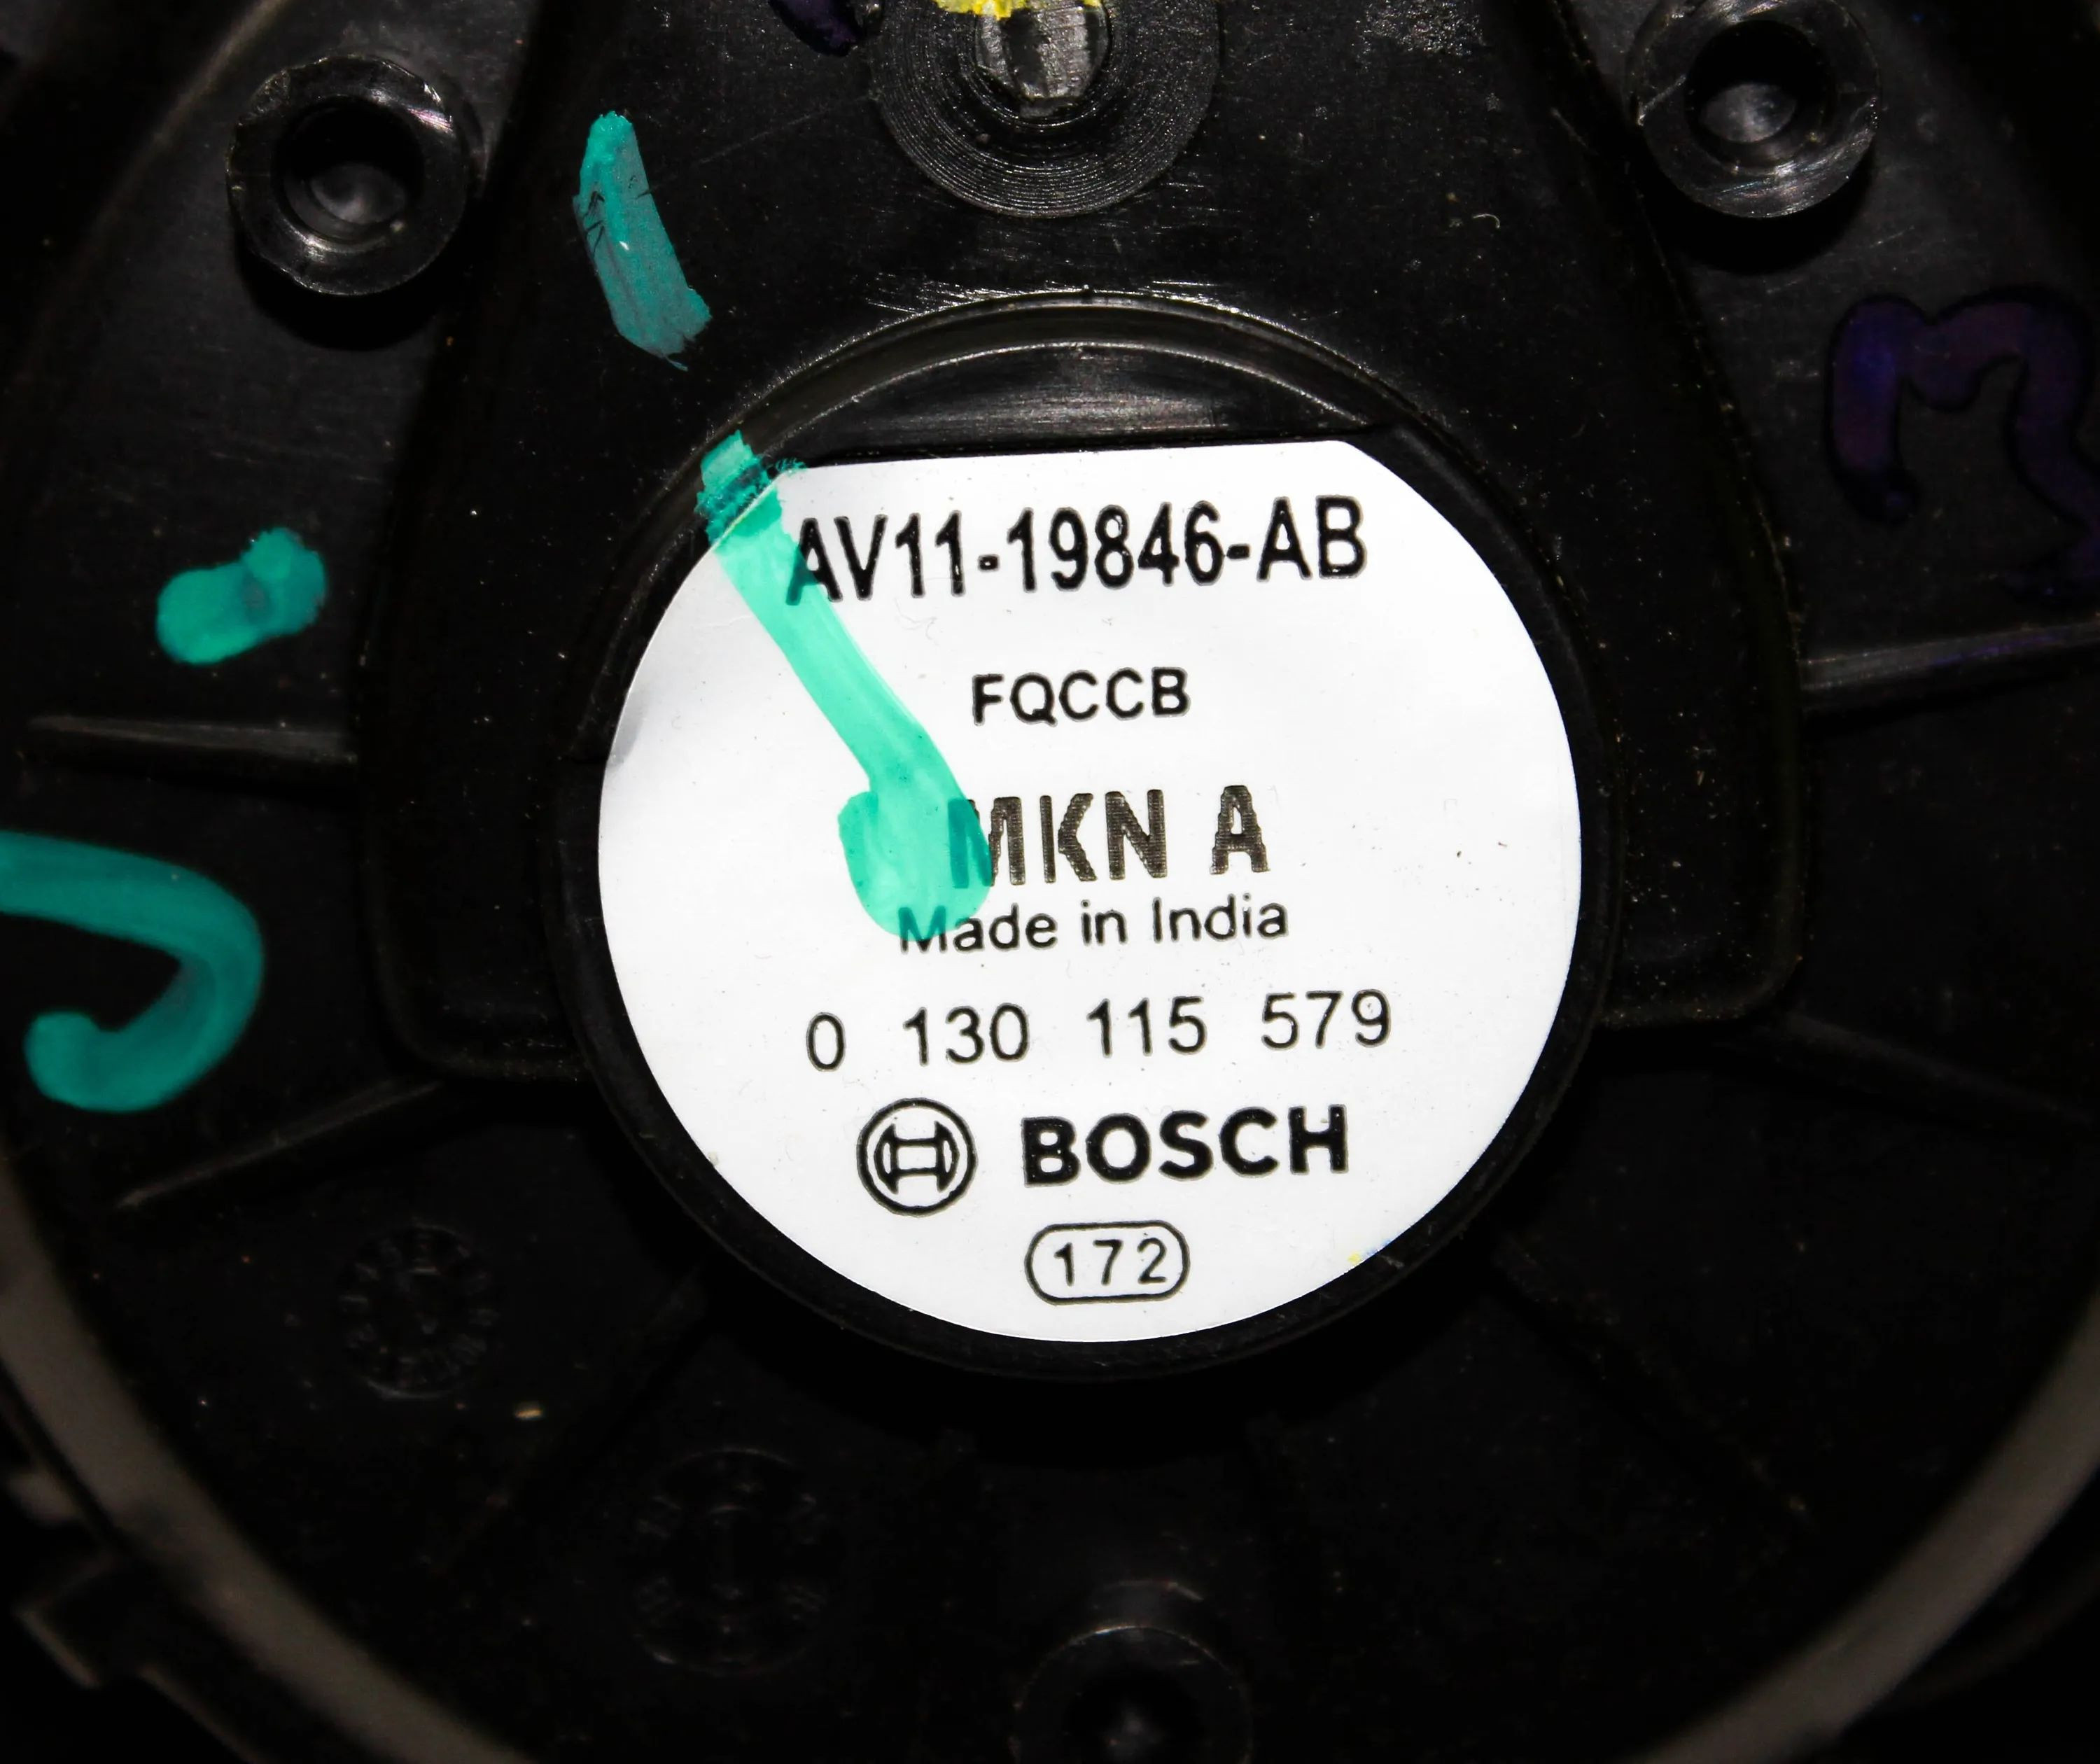 AV11-19846-AB
FQCCB
MKN A
Made in India
0 130 115 579
BOSCH
172